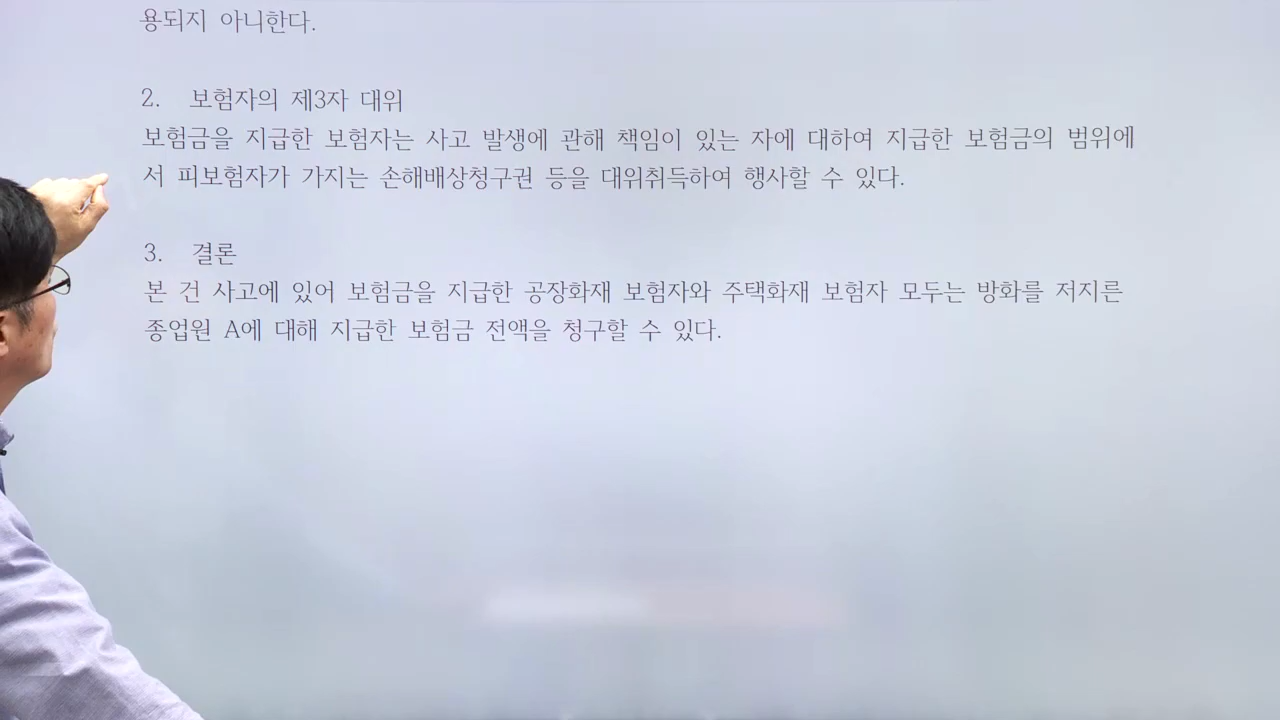 용되지 아니한다.
2. 보험자의 제3자 대위
보험금을 지급한 보험자는 사고 발생에 관해 책임이 있는 자에 대하여 지급한 보험금의 범위에
서 피보험자가 가지는 손해배상청구권 등을 대위취득하여 행사할 수 있다.
3. 결론
본 건 사고에 있어 보험금을 지급한 공장화재 보험자와 주택화재 보험자 모두는 방화를 저지른
종업원 A에 대해 지급한 보험금 전액을 청구할 수 있다.